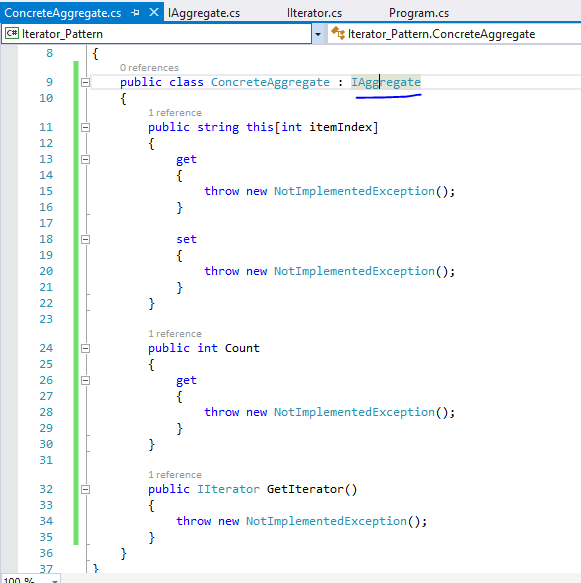 ConcreteAggregate.cs IAggregate.cs IIterator.cs Program.cs
C# Iterator_Pattern Iterator_Pattern.ConcreteAggregate
8 {
0 references
9 public class ConcreteAggregate : IAggregate
10 {
1 reference
11 public string this[int itemIndex]
12 {
13 get
14 {
15 throw new NotImplementedException();
16 }
17
18 set
19 {
20 throw new NotImplementedException();
21 }
22 }
23
1 reference
24 public int Count
25 {
26 get
27 {
28 throw new NotImplementedException();
29 }
30 }
31
1 reference
32 public IIterator GetIterator()
33 {
34 throw new NotImplementedException();
35 }
36 }
37 }
100 %